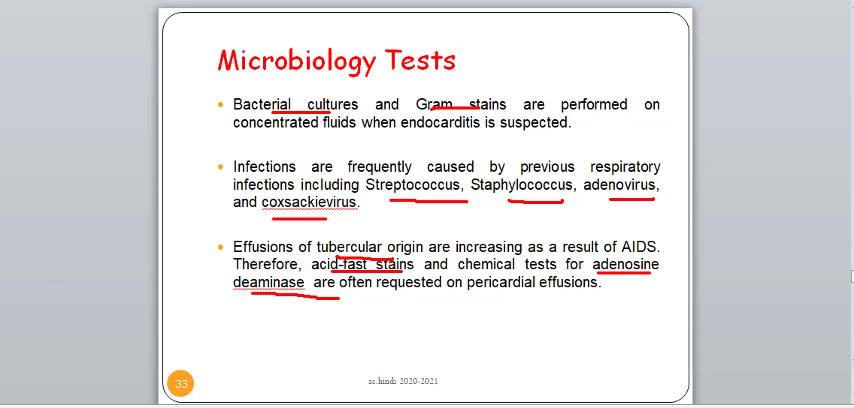 Microbiology Tests
• Bacterial cultures and Gram stains are performed on
concentrated fluids when endocarditis is suspected.
• Infections are frequently caused by previous respiratory
infections including Streptococcus, Staphylococcus, adenovirus,
and coxsackievirus.
• Effusions of tubercular origin are increasing as a result of AIDS.
Therefore, acid-fast stains and chemical tests for adenosine
deaminase are often requested on pericardial effusions.
33
as.hindi 2020-2021